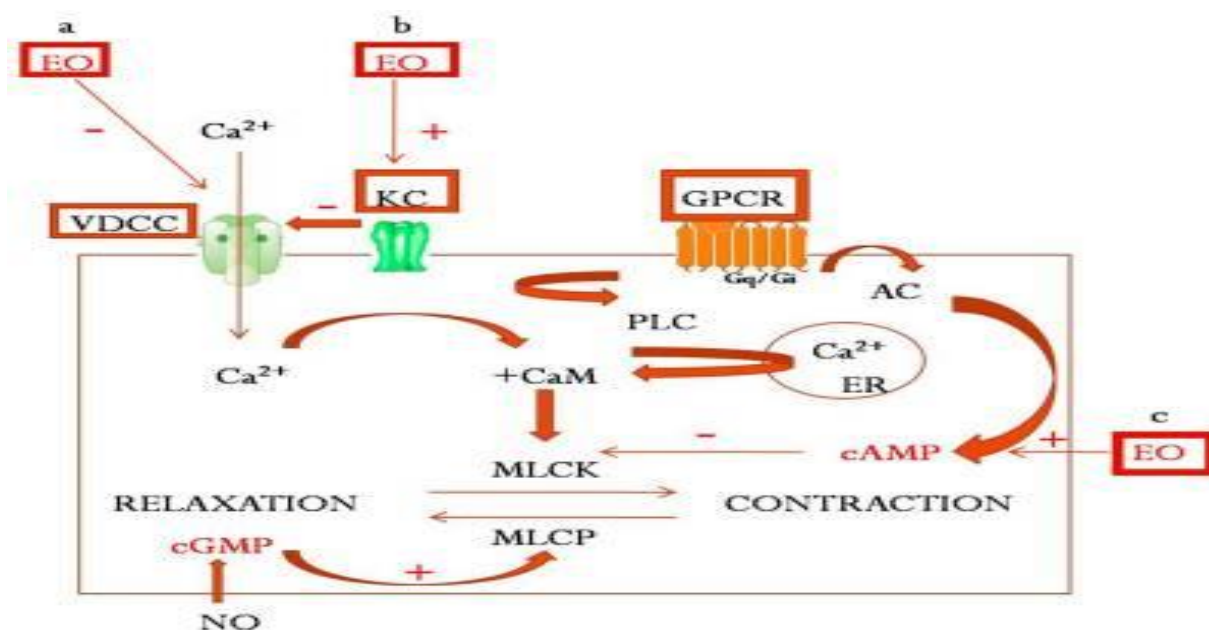 a
b
EO
EO
-
Ca²⁺
+
KC
GPCR
VDCC
-
Gq/Gi
AC
PLC
Ca²⁺
ER
Ca²⁺
+CaM
c
-
cAMP
+
EO
MLCK
RELAXATION
CONTRACTION
MLCP
cGMP
+
NO